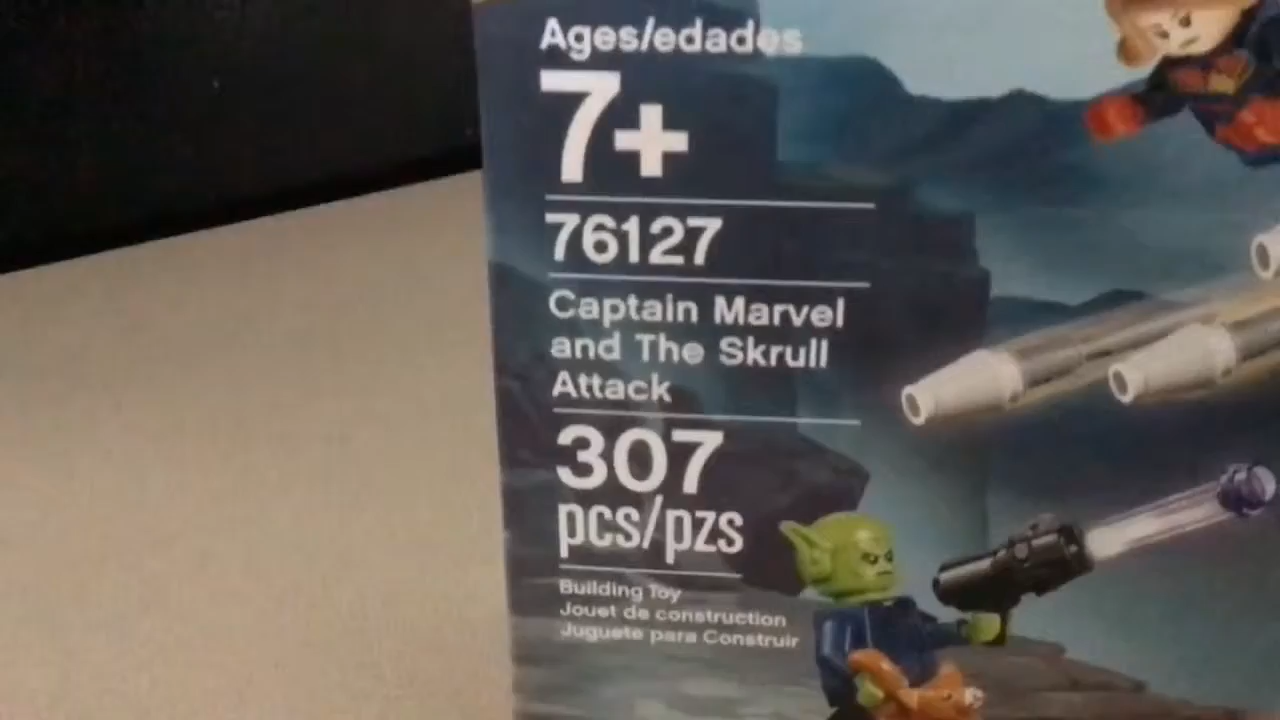 Ages/edades
7+
76127
Captain Marvel
and The Skrull
Attack
307
pcs/pzs
Building Toy
Jouet de construction
Juguete para Construir